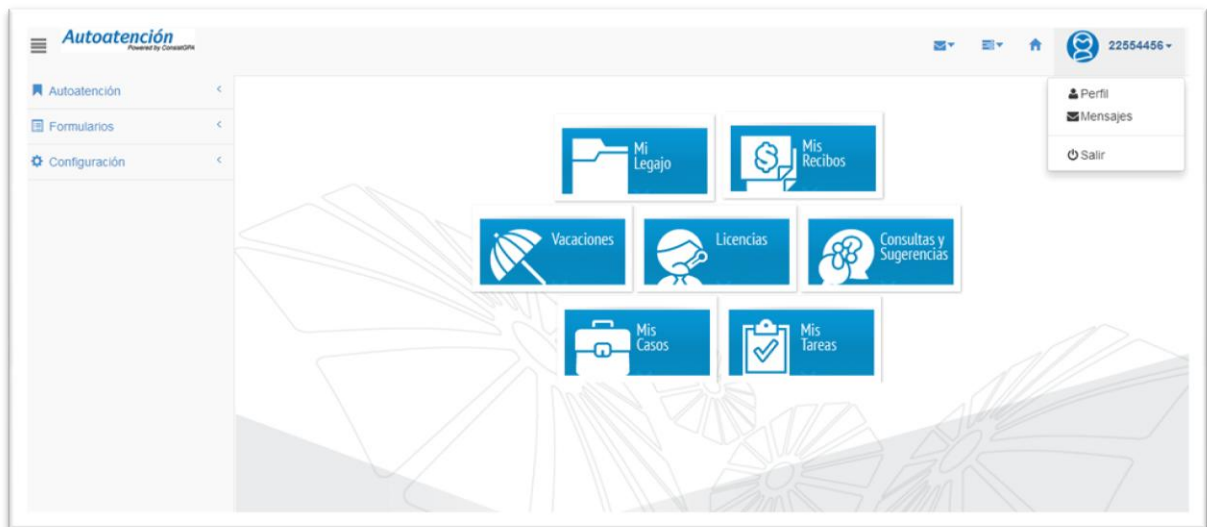 Autoatención
Powered by ConsistGPA
22554456
Autoatención
Formularios
Configuración
Perfil
Mensajes
Salir
Mi
Legajo
Mis
Recibos
Vacaciones
Licencias
Consultas y
Sugerencias
Mis
Casos
Mis
Tareas